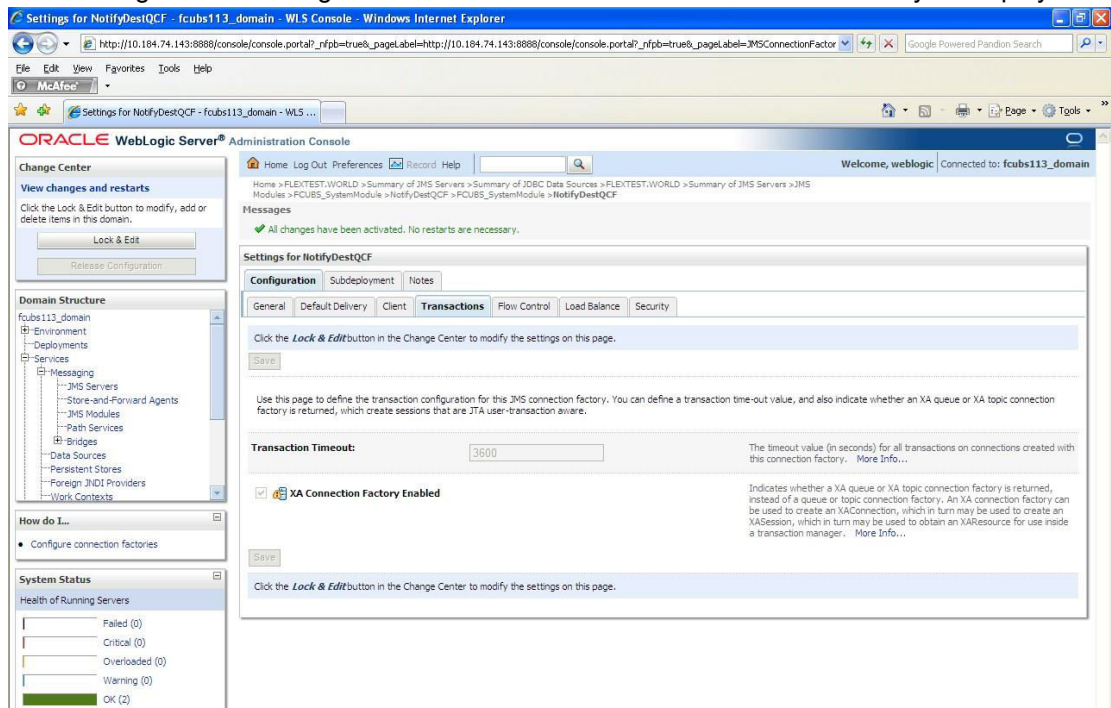 Settings for NotifyDestQCF - fcubs113_domain - WLS Console - Windows Internet Explorer
http://10.184.74.143:8888/console/console.portal?_nfpb=true&_pageLabel=http://10.184.74.143:8888/console/console.portal?_nfpb=true&_pageLabel=JMSConnectionFactor
Google Powered Pandion Search
File Edit View Favorites Tools Help
McAfee
Settings for NotifyDestQCF - fcubs113_domain - WLS ...
Page Tools
ORACLE WebLogic Server® Administration Console
Change Center
View changes and restarts
Click the Lock & Edit button to modify, add or
delete items in this domain.
Lock & Edit
Release Configuration
Domain Structure
fcubs113_domain
Environment
Deployments
Services
Messaging
JMS Servers
Store-and-Forward Agents
JMS Modules
Path Services
Bridges
Data Sources
Persistent Stores
Foreign JNDI Providers
Work Contexts
How do I...
Configure connection factories
System Status
Health of Running Servers
Failed (0)
Critical (0)
Overloaded (0)
Warning (0)
OK (2)
Home Log Out Preferences Record Help
Welcome, weblogic Connected to: fcubs113_domain
Home >FLEXTEST.WORLD >Summary of JMS Servers >Summary of JDBC Data Sources >FLEXTEST.WORLD >Summary of JMS Servers >JMS
Modules >FCUBS_SystemModule >NotifyDestQCF >FCUBS_SystemModule >NotifyDestQCF
Messages
All changes have been activated. No restarts are necessary.
Settings for NotifyDestQCF
Configuration Subdeployment Notes
General Default Delivery Client Transactions Flow Control Load Balance Security
Click the Lock & Edit button in the Change Center to modify the settings on this page.
Save
Use this page to define the transaction configuration for this JMS connection factory. You can define a transaction time-out value, and also indicate whether an XA queue or XA topic connection
factory is returned, which create sessions that are JTA user-transaction aware.
Transaction Timeout:
3600
The timeout value (in seconds) for all transactions on connections created with
this connection factory. More Info...
XA Connection Factory Enabled
Indicates whether a XA queue or XA topic connection factory is returned,
instead of a queue or topic connection factory. An XA connection factory can
be used to create an XAConnection, which in turn may be used to create an
XASession, which in turn may be used to obtain an XAResource for use inside
a transaction manager. More Info...
Save
Click the Lock & Edit button in the Change Center to modify the settings on this page.